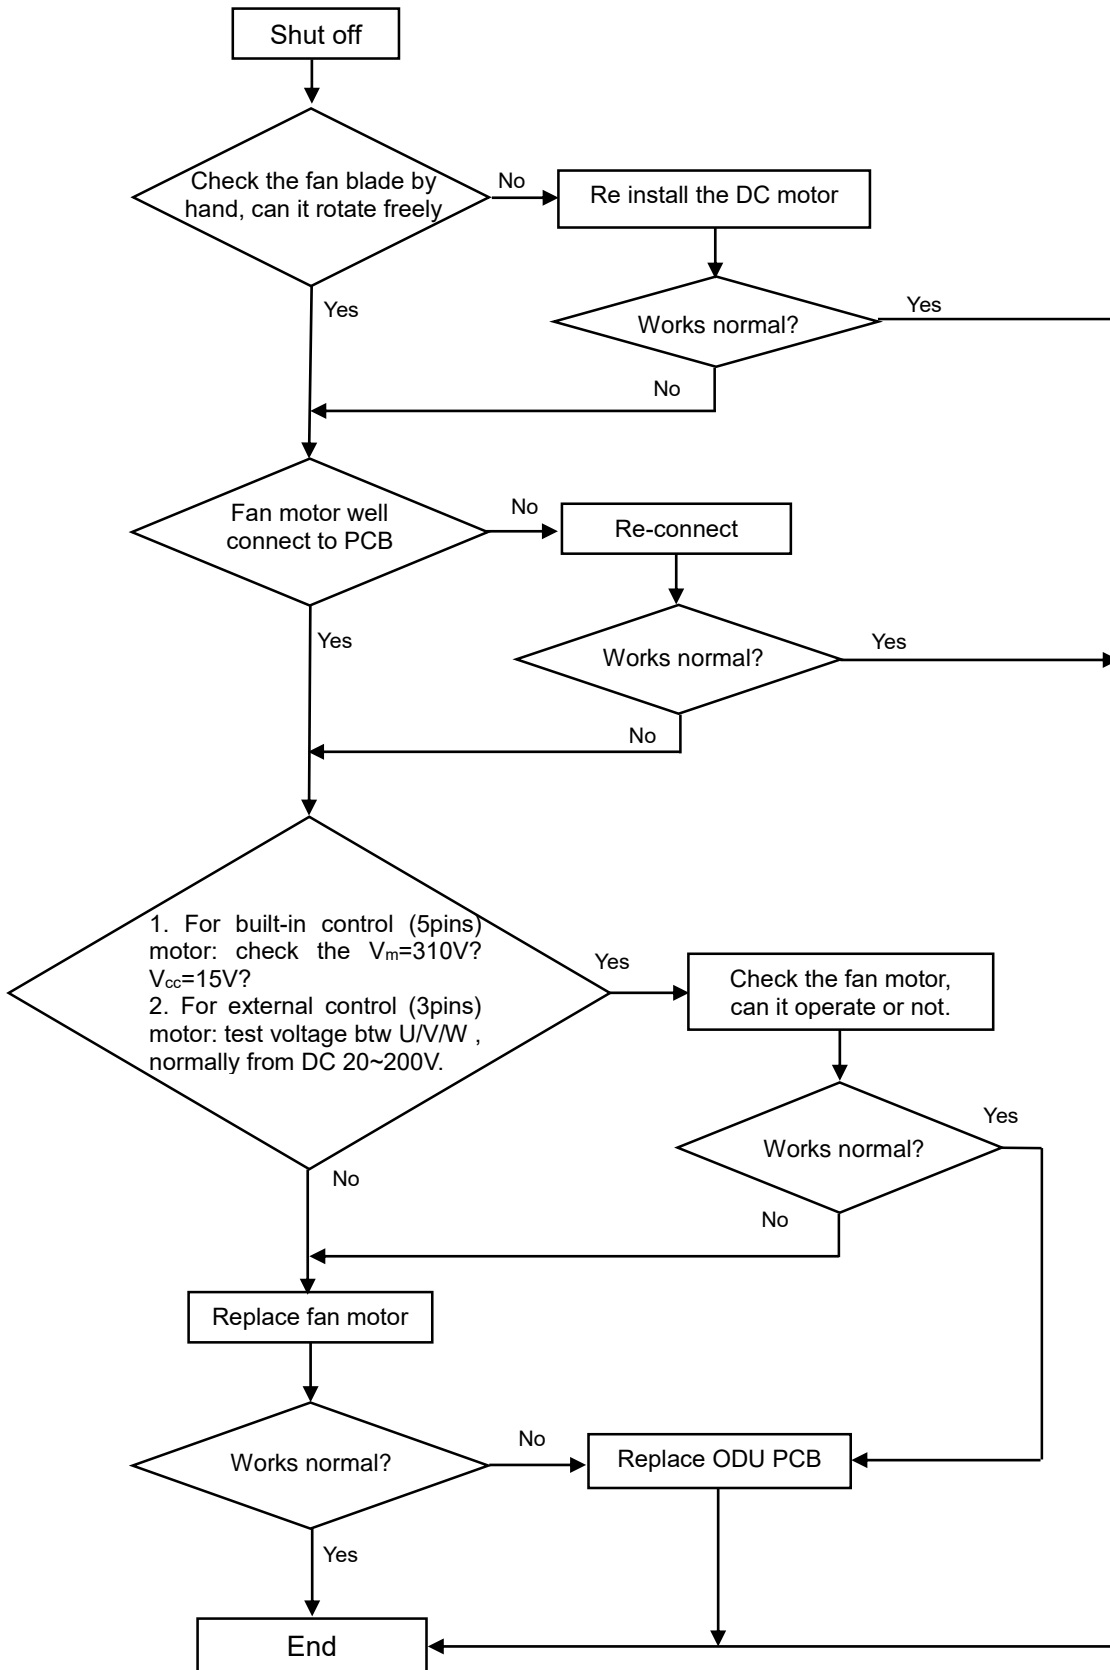 Shut off
Check the fan blade by
hand, can it rotate freely
No
Re install the DC motor
Yes
Works normal?
Yes
No
Fan motor well
connect to PCB
No
Re-connect
Yes
Works normal?
Yes
No
1. For built-in control (5pins)
motor: check the Vm=310V?
Vcc=15V?
2. For external control (3pins)
motor: test voltage btw U/V/W ,
normally from DC 20~200V.
Yes
Check the fan motor,
can it operate or not.
Works normal?
Yes
No
No
Replace fan motor
Works normal?
No
Replace ODU PCB
Yes
End